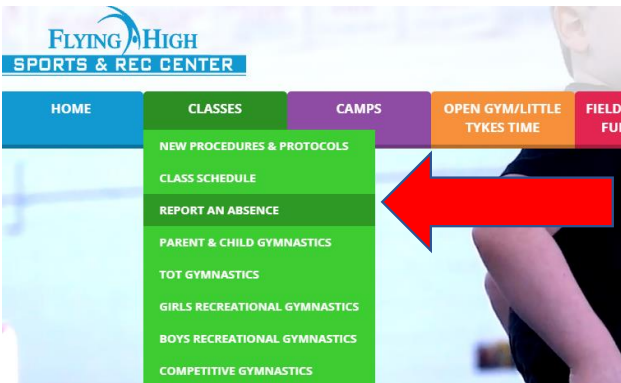 FLYING HIGH
SPORTS & REC CENTER
HOME
CLASSES
CAMPS
OPEN GYM/LITTLE
TYKES TIME
FIELD
NEW PROCEDURES & PROTOCOLS
CLASS SCHEDULE
REPORT AN ABSENCE
PARENT & CHILD GYMNASTICS
TOT GYMNASTICS
GIRLS RECREATIONAL GYMNASTICS
BOYS RECREATIONAL GYMNASTICS
COMPETITIVE GYMNASTICS